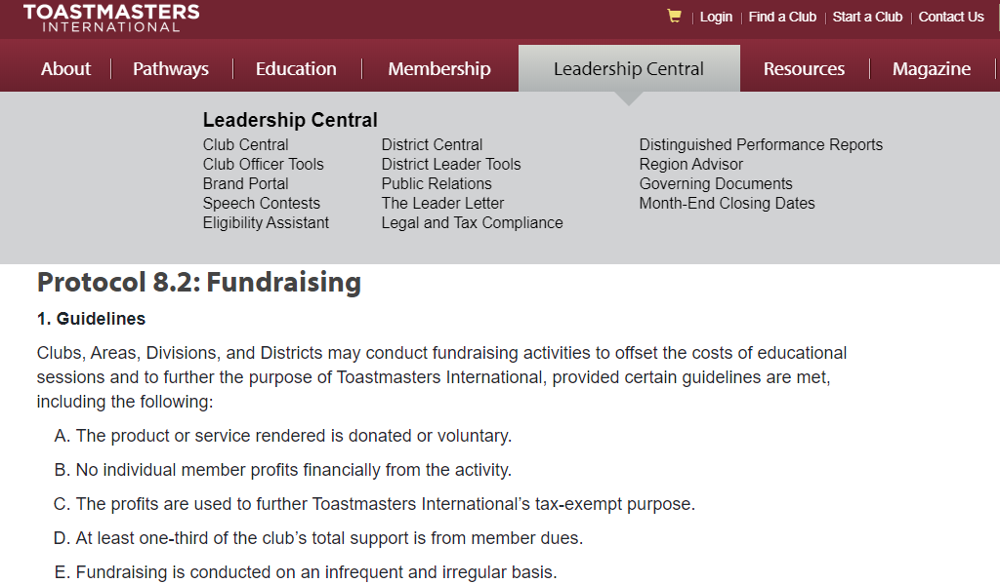 TOASTMASTERS
INTERNATIONAL
Login Find a Club Start a Club Contact Us
About Pathways Education Membership Leadership Central Resources Magazine
Leadership Central
Club Central
Club Officer Tools
Brand Portal
Speech Contests
Eligibility Assistant
District Central
District Leader Tools
Public Relations
The Leader Letter
Legal and Tax Compliance
Distinguished Performance Reports
Region Advisor
Governing Documents
Month-End Closing Dates
Protocol 8.2: Fundraising
1. Guidelines
Clubs, Areas, Divisions, and Districts may conduct fundraising activities to offset the costs of educational
sessions and to further the purpose of Toastmasters International, provided certain guidelines are met,
including the following:
A. The product or service rendered is donated or voluntary.
B. No individual member profits financially from the activity.
C. The profits are used to further Toastmasters International’s tax-exempt purpose.
D. At least one-third of the club’s total support is from member dues.
E. Fundraising is conducted on an infrequent and irregular basis.